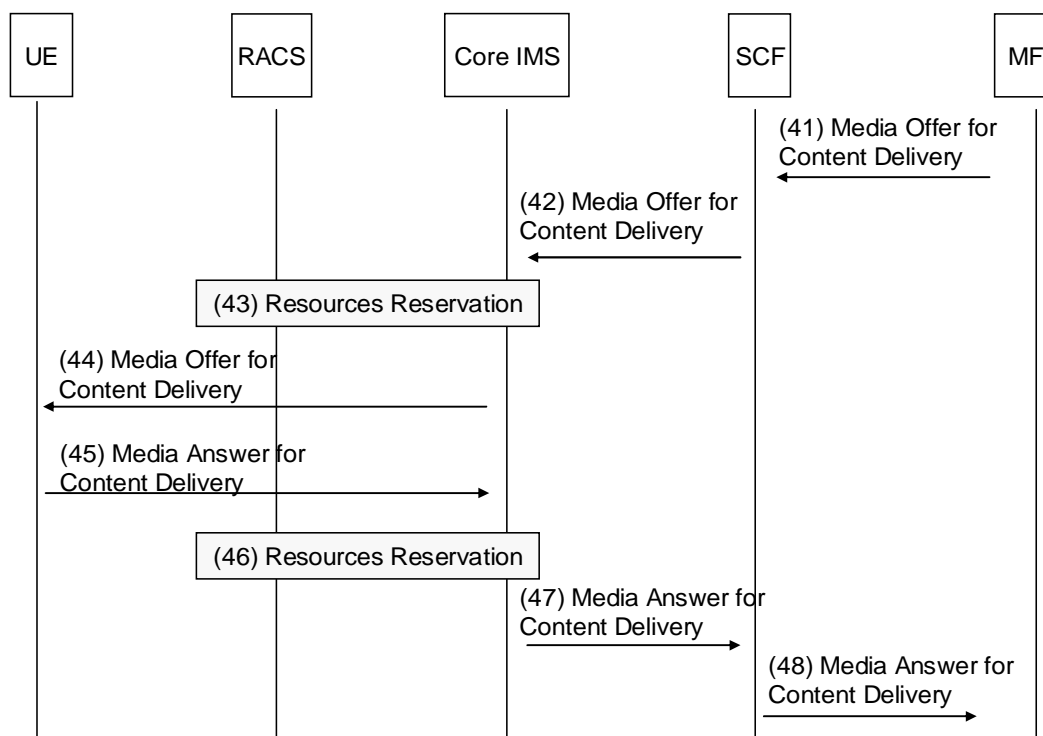 UE
RACS
Core IMS
SCF
MF
(41) Media Offer for
Content Delivery
(42) Media Offer for
Content Delivery
(43) Resources Reservation
(44) Media Offer for
Content Delivery
(45) Media Answer for
Content Delivery
(46) Resources Reservation
(47) Media Answer for
Content Delivery
(48) Media Answer for
Content Delivery